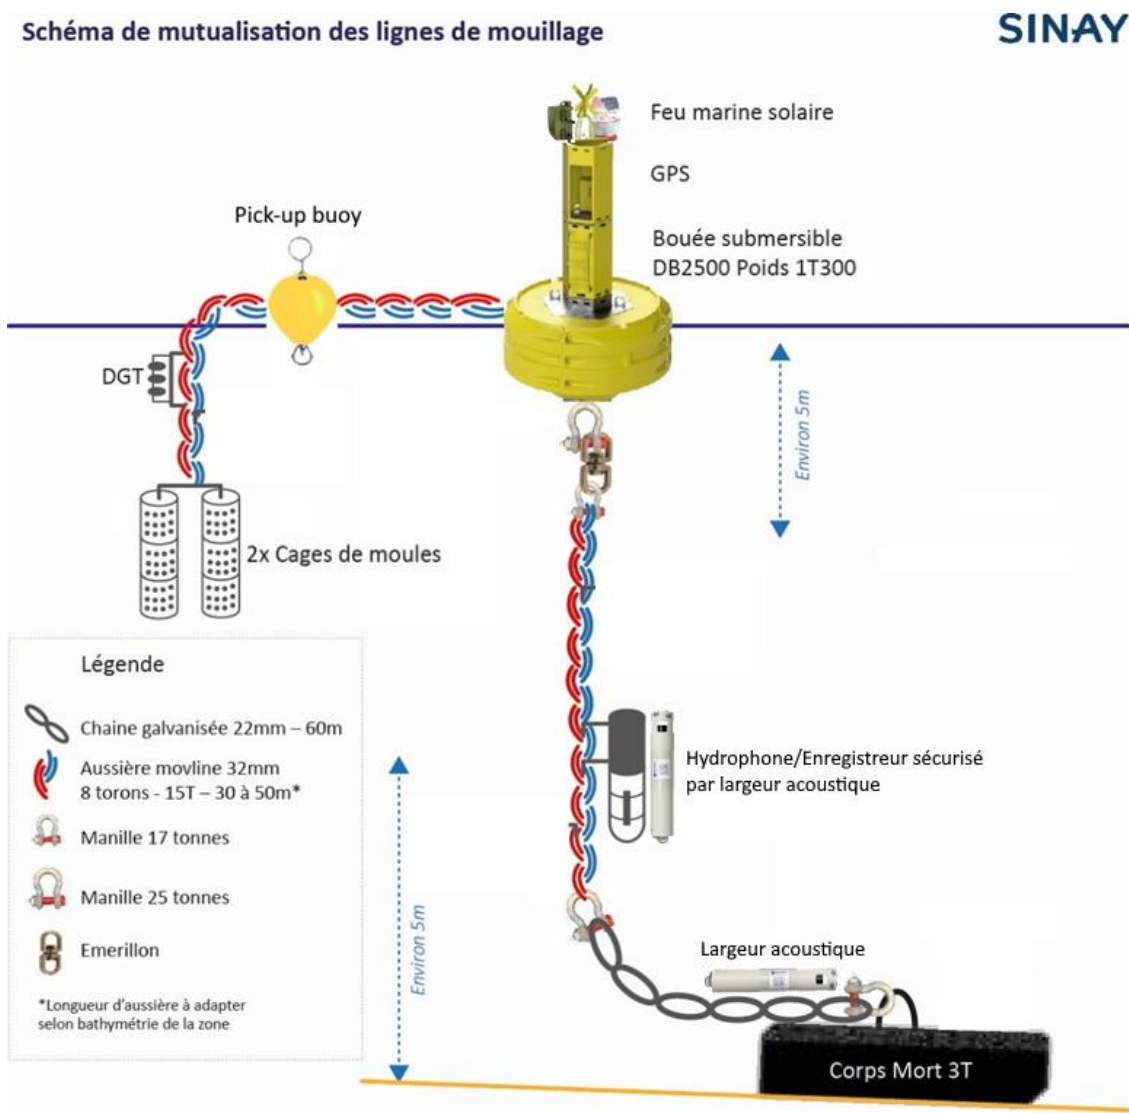 Schéma de mutualisation des lignes de mouillage
SINAY
Feu marine solaire
GPS
Pick-up buoy
Bouée submersible
DB2500 Poids 1T300
DGT
Environ 5m
2x Cages de moules
Légende
Chaine galvanisée 22mm – 60m
Aussière movline 32mm
8 torons - 15T – 30 à 50m*
Manille 17 tonnes
Manille 25 tonnes
Emerillon
*Longueur d'aussière à adapter
selon bathymétrie de la zone
Hydrophone/Enregistreur sécurisé
par largeur acoustique
Environ 5m
Largeur acoustique
Corps Mort 3T